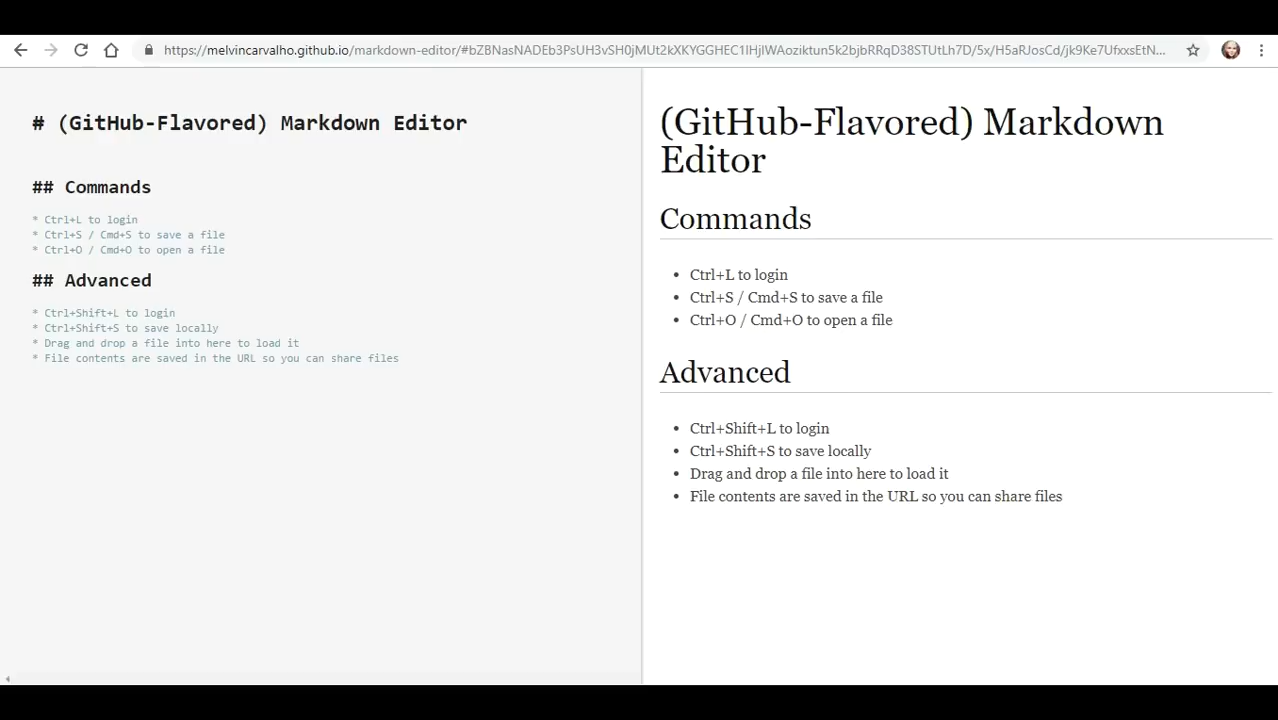 https://melvincarvalho.github.io/markdown-editor/#bZBNasNADEb3PsUH3vSH0jMUt2kXKYGGHEC1lHjlWAoziktun5k2bjbRRqD38STUtLh7D/5x/H5aRJosCd/jk9Ke7UfxxsEtN...
# (GitHub-Flavored) Markdown Editor
## Commands
* Ctrl+L to login
* Ctrl+S / Cmd+S to save a file
* Ctrl+O / Cmd+O to open a file
## Advanced
* Ctrl+Shift+L to login
* Ctrl+Shift+S to save locally
* Drag and drop a file into here to load it
* File contents are saved in the URL so you can share files
(GitHub-Flavored) Markdown
Editor
Commands
• Ctrl+L to login
• Ctrl+S / Cmd+S to save a file
• Ctrl+O / Cmd+O to open a file
Advanced
• Ctrl+Shift+L to login
• Ctrl+Shift+S to save locally
• Drag and drop a file into here to load it
• File contents are saved in the URL so you can share files